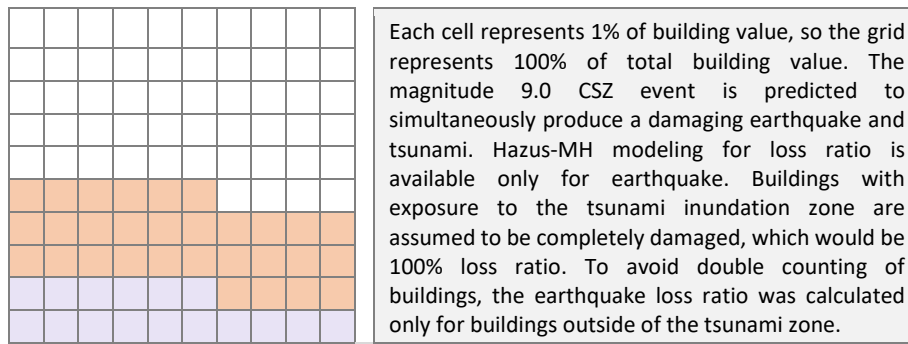 Each cell represents 1% of building value, so the grid
represents 100% of total building value. The
magnitude 9.0 CSZ event is predicted to
simultaneously produce a damaging earthquake and
tsunami. Hazus-MH modeling for loss ratio is
available only for earthquake. Buildings with
exposure to the tsunami inundation zone are
assumed to be completely damaged, which would be
100% loss ratio. To avoid double counting of
buildings, the earthquake loss ratio was calculated
only for buildings outside of the tsunami zone.